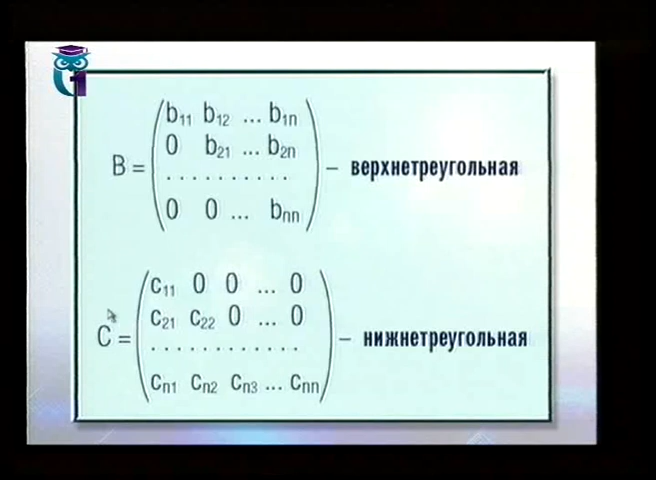 b₁₁ b₁₂ ... b₁ₙ
0 b₂₁ ... b₂ₙ
B = . . . . . . . . . . – верхнетреугольная
0 0 ... bₙₙ
c₁₁ 0 0 ... 0
c₂₁ c₂₂ 0 ... 0
C = . . . . . . . . . . . . – нижнетреугольная
cₙ₁ cₙ₂ cₙ₃ ... cₙₙ